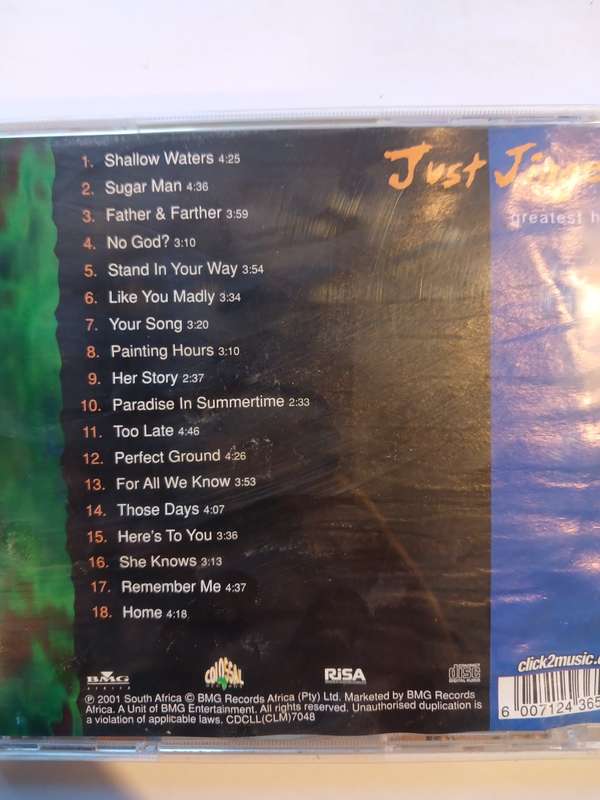 1. Shallow Waters 4:25
2. Sugar Man 4:36
3. Father & Farther 3:59
4. No God? 3:10
5. Stand In Your Way 3:54
6. Like You Madly 3:34
7. Your Song 3:20
8. Painting Hours 3:10
9. Her Story 2:37
10. Paradise In Summertime 2:33
11. Too Late 4:46
12. Perfect Ground 4:26
13. For All We Know 3:53
14. Those Days 4:07
15. Here's To You 3:36
16. She Knows 3:13
17. Remember Me 4:37
18. Home 4:18
Just
greatest
BMG
AFRICA
COLOSSAL
RiSA
COMPACT
disc
DIGITAL AUDIO
click2music.
℗ 2001 South Africa © BMG Records Africa (Pty) Ltd. Marketed by BMG Records
Africa. A Unit of BMG Entertainment. All rights reserved. Unauthorised duplication is
a violation of applicable laws. CDCLL(CLM)7048
6 007124 365